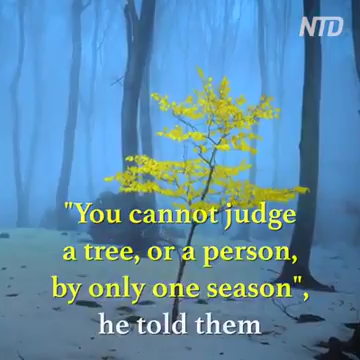 NTD
"You cannot judge
a tree, or a person,
by only one season",
he told them